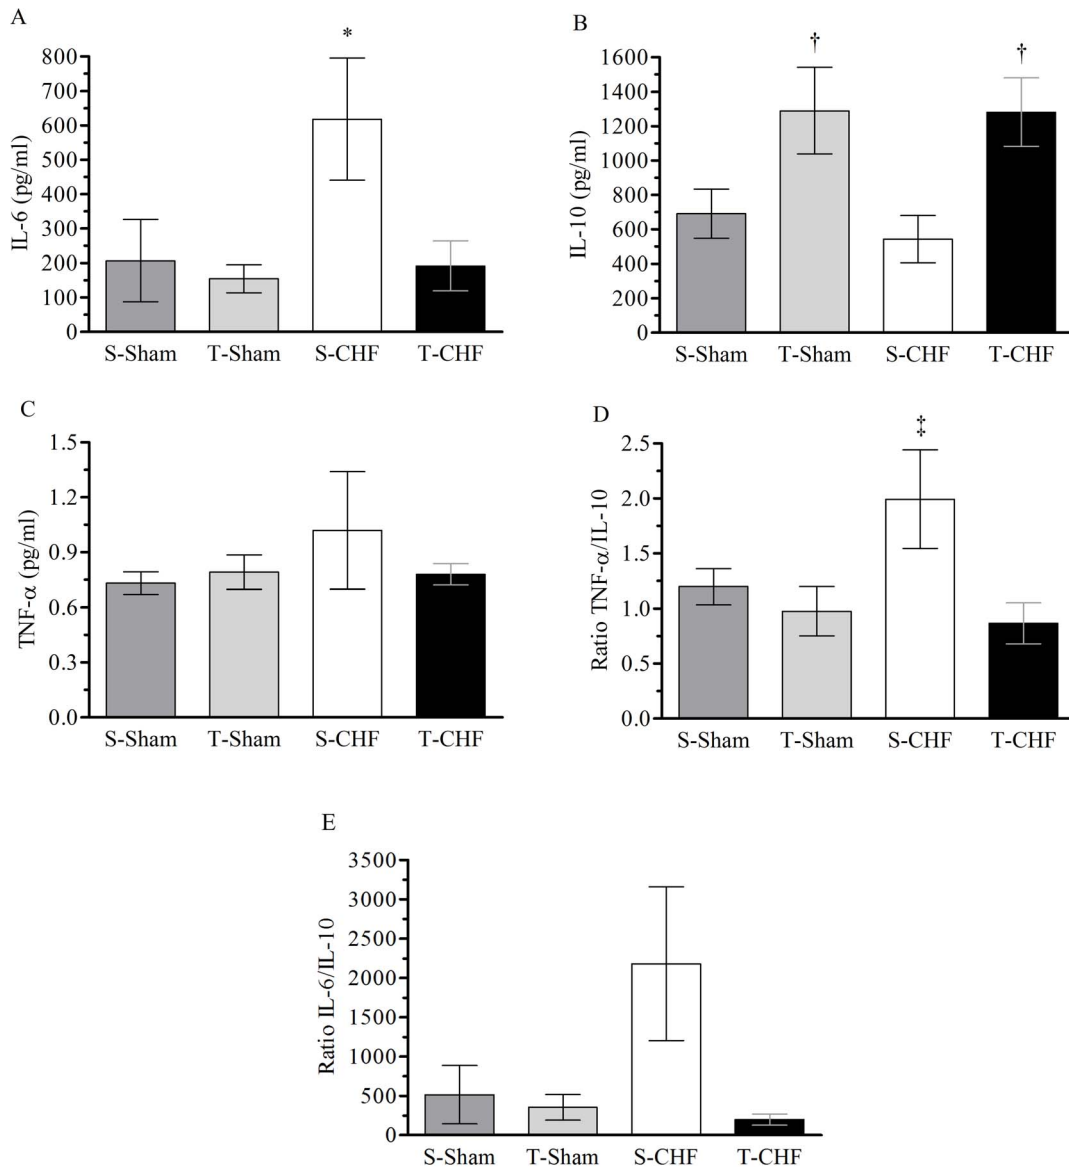 A
*
IL-6 (pg/ml)
800
700
600
500
400
300
200
100
0
S-Sham T-Sham S-CHF T-CHF
B
† †
IL-10 (pg/ml)
1600
1400
1200
1000
800
600
400
200
0
S-Sham T-Sham S-CHF T-CHF
C
TNF-α (pg/ml)
1.5
1.2
0.9
0.6
0.3
0.0
S-Sham T-Sham S-CHF T-CHF
D
‡
Ratio TNF-α/IL-10
2.5
2.0
1.5
1.0
0.5
0.0
S-Sham T-Sham S-CHF T-CHF
E
Ratio IL-6/IL-10
3500
3000
2500
2000
1500
1000
500
0
S-Sham T-Sham S-CHF T-CHF